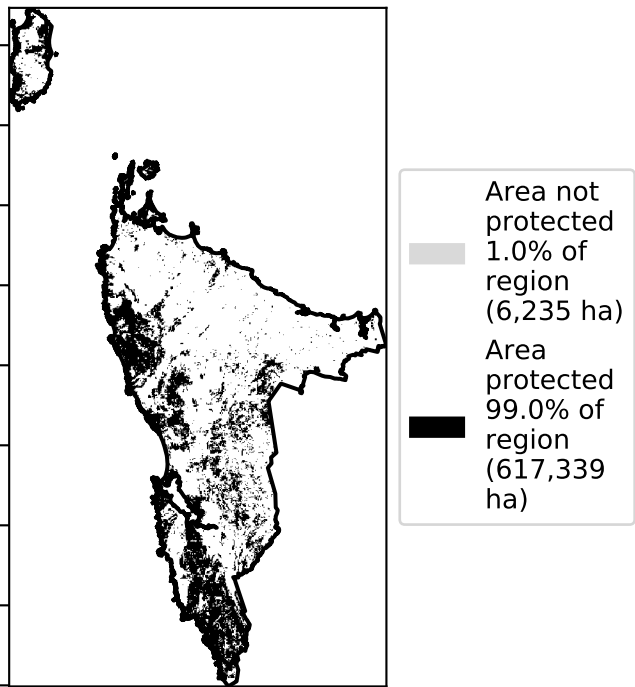 Area not
protected
1.0% of
region
(6,235 ha)
Area
protected
99.0% of
region
(617,339
ha)